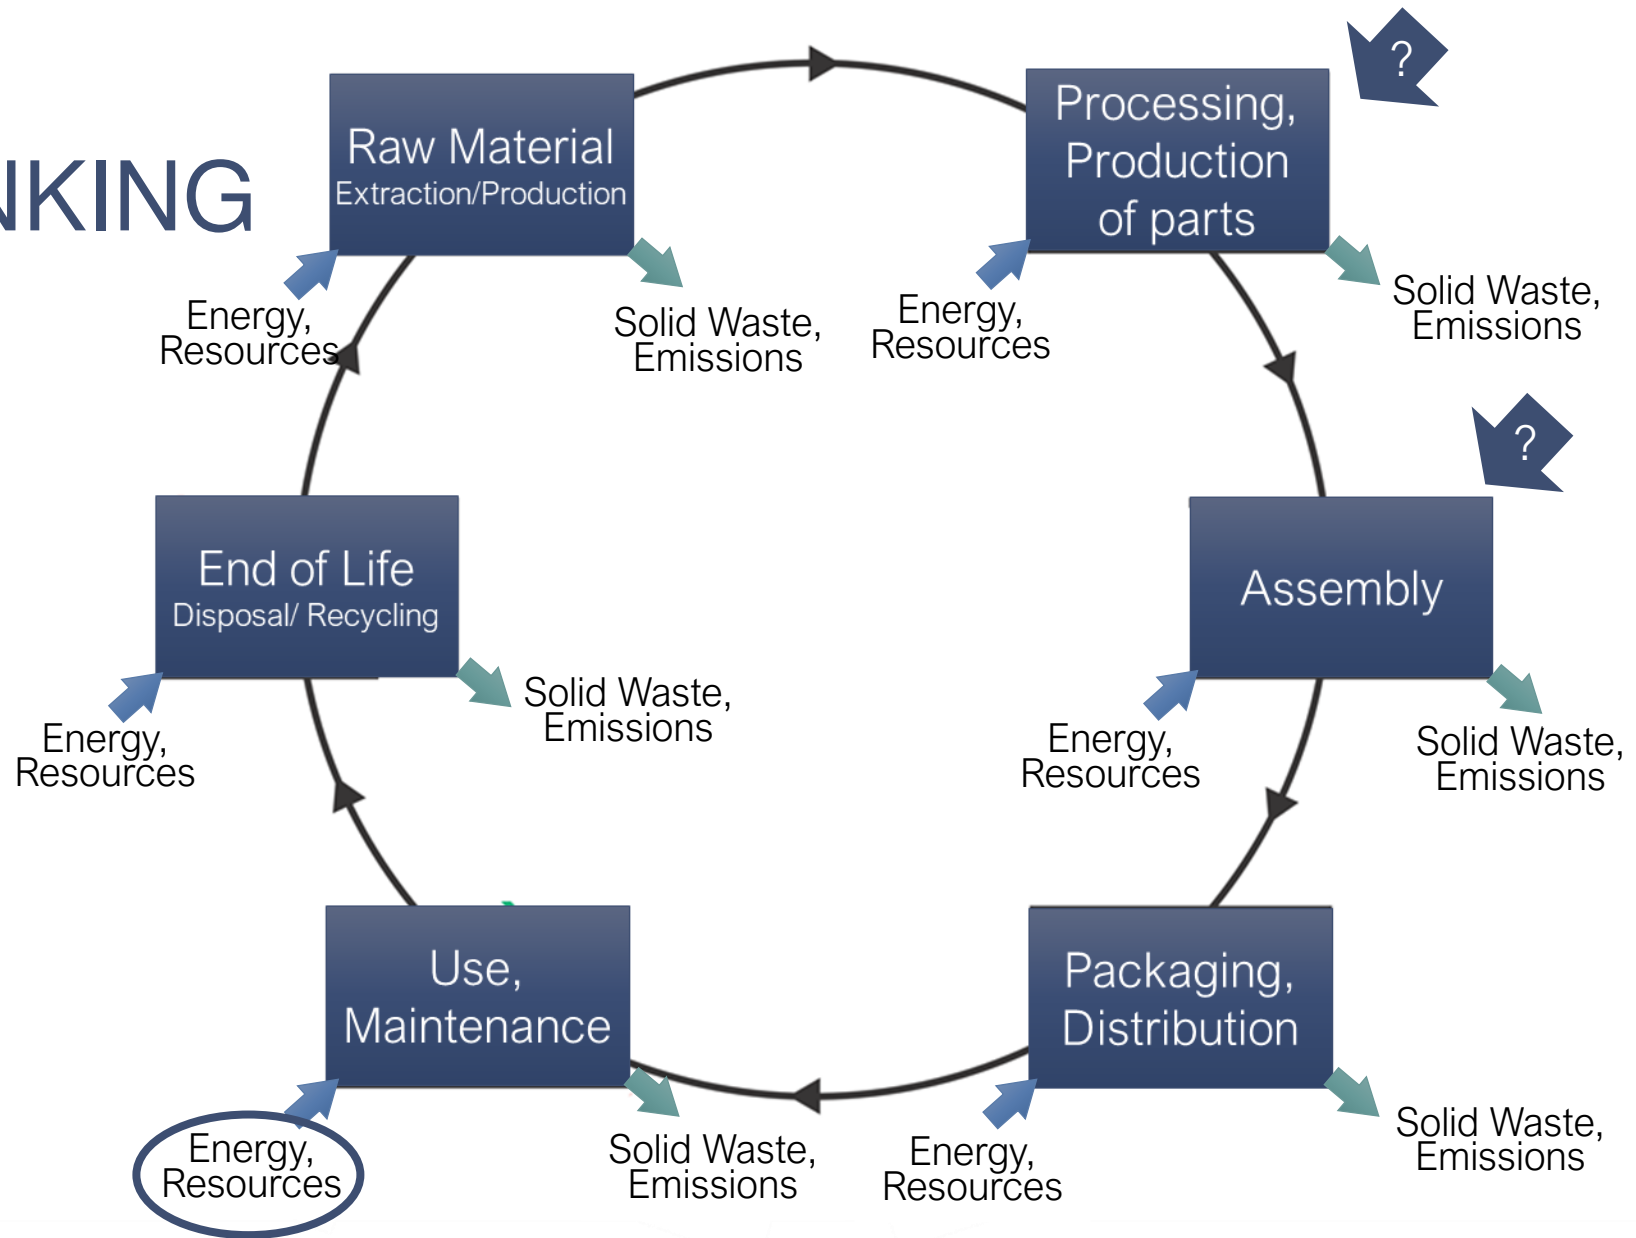 NKING
Raw Material
Extraction/Production
Energy,
Resources
Solid Waste,
Emissions
?
Processing,
Production
of parts
Energy,
Resources
Solid Waste,
Emissions
?
Assembly
Energy,
Resources
Solid Waste,
Emissions
Packaging,
Distribution
Energy,
Resources
Solid Waste,
Emissions
Use,
Maintenance
Energy,
Resources
Solid Waste,
Emissions
End of Life
Disposal/ Recycling
Energy,
Resources
Solid Waste,
Emissions